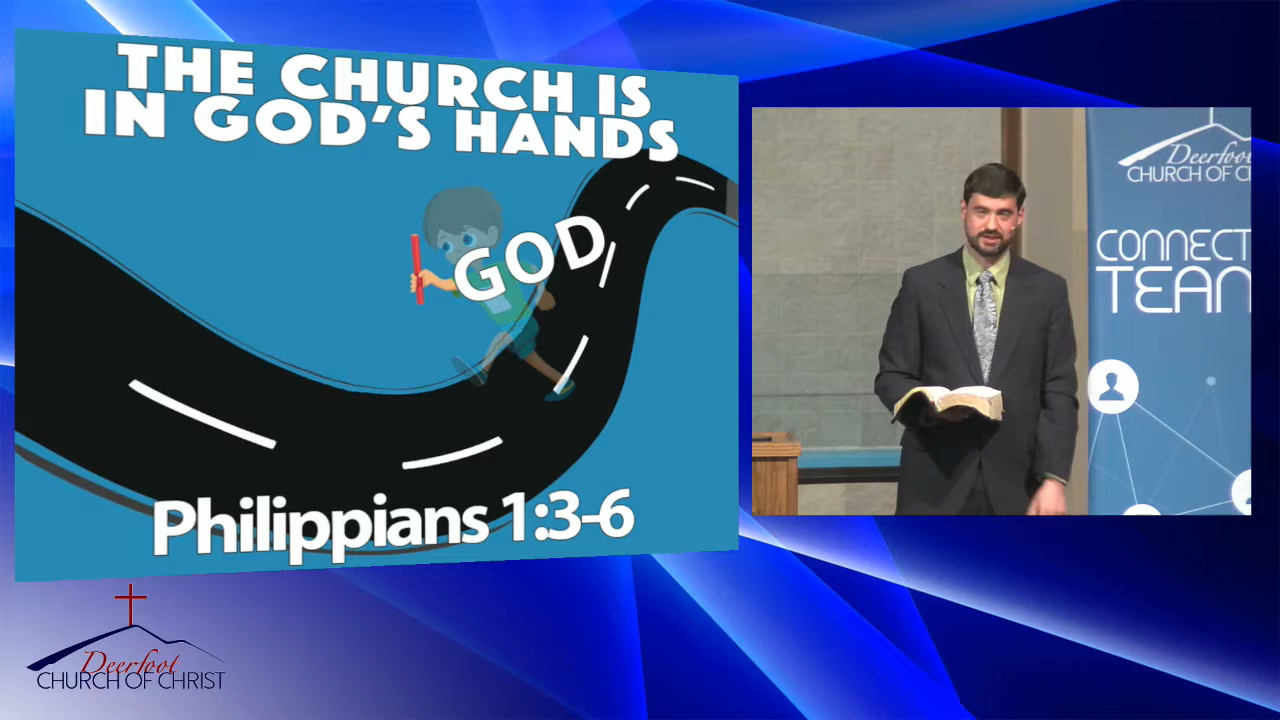 THE CHURCH IS
IN GOD'S HANDS
GOD
Philippians 1:3-6
Deerfoot
CHURCH OF CHRIST
Deerfoot
CHURCH OF C
CONNECT
TEAM